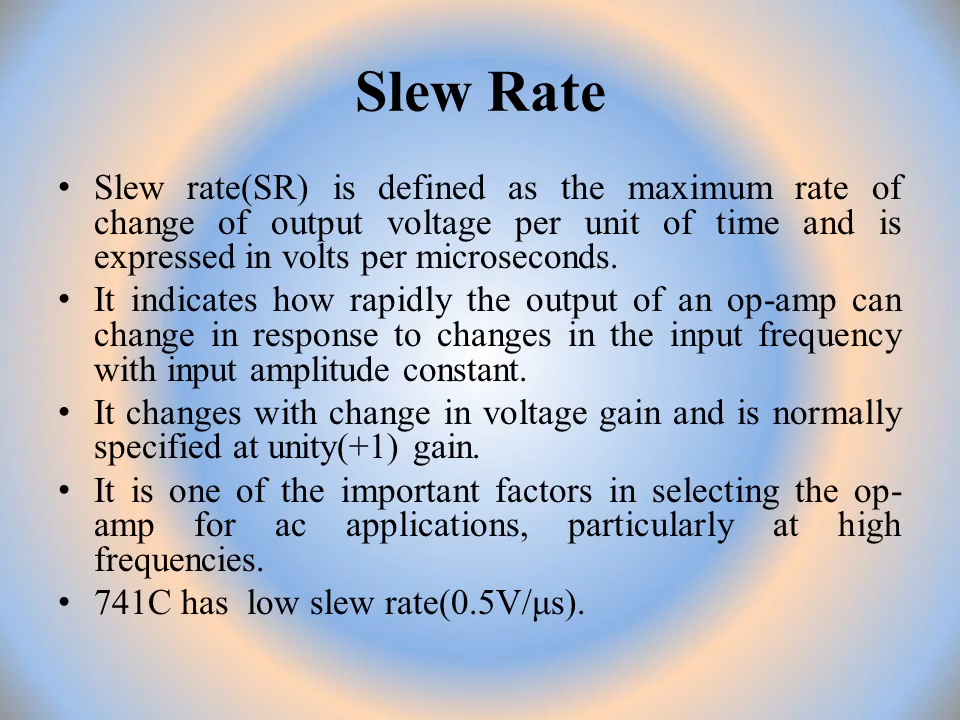 Slew Rate
• Slew rate(SR) is defined as the maximum rate of
change of output voltage per unit of time and is
expressed in volts per microseconds.
• It indicates how rapidly the output of an op-amp can
change in response to changes in the input frequency
with input amplitude constant.
• It changes with change in voltage gain and is normally
specified at unity(+1) gain.
• It is one of the important factors in selecting the op-
amp for ac applications, particularly at high
frequencies.
• 741C has low slew rate(0.5V/μs).